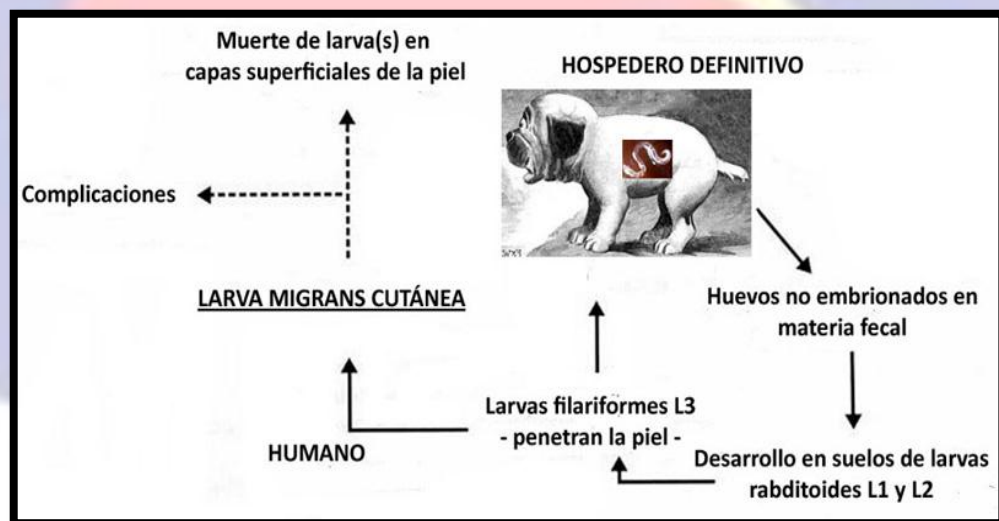 Muerte de larva(s) en
capas superficiales de la piel
HOSPEDERO DEFINITIVO
Complicaciones
LARVA MIGRANS CUTÁNEA
Huevos no embrionados en
materia fecal
Larvas filariformes L3
- penetran la piel -
HUMANO
Desarrollo en suelos de larvas
rabditoides L1 y L2